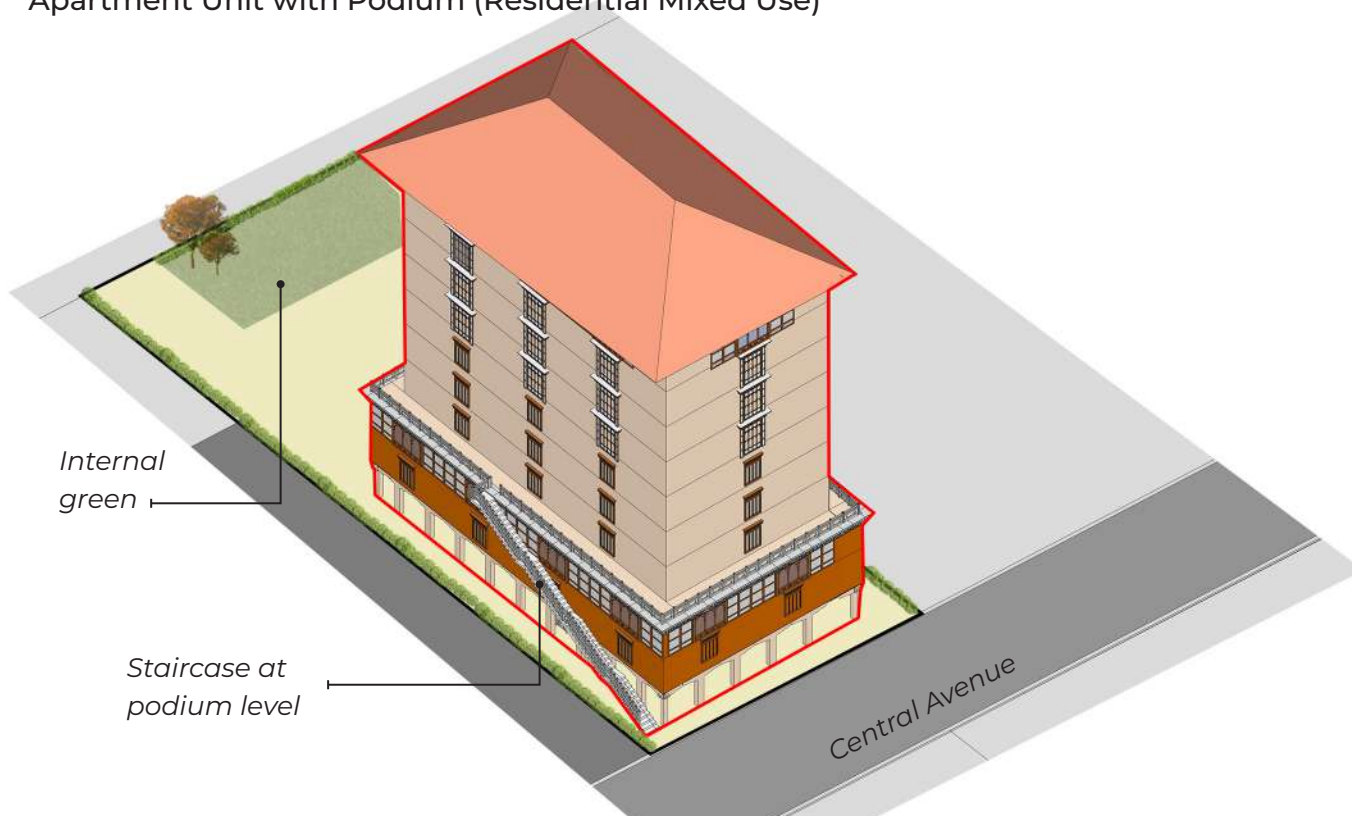 Apartment Unit with Podium (Residential Mixed Use)
Internal
green
Staircase at
podium level
Central Avenue